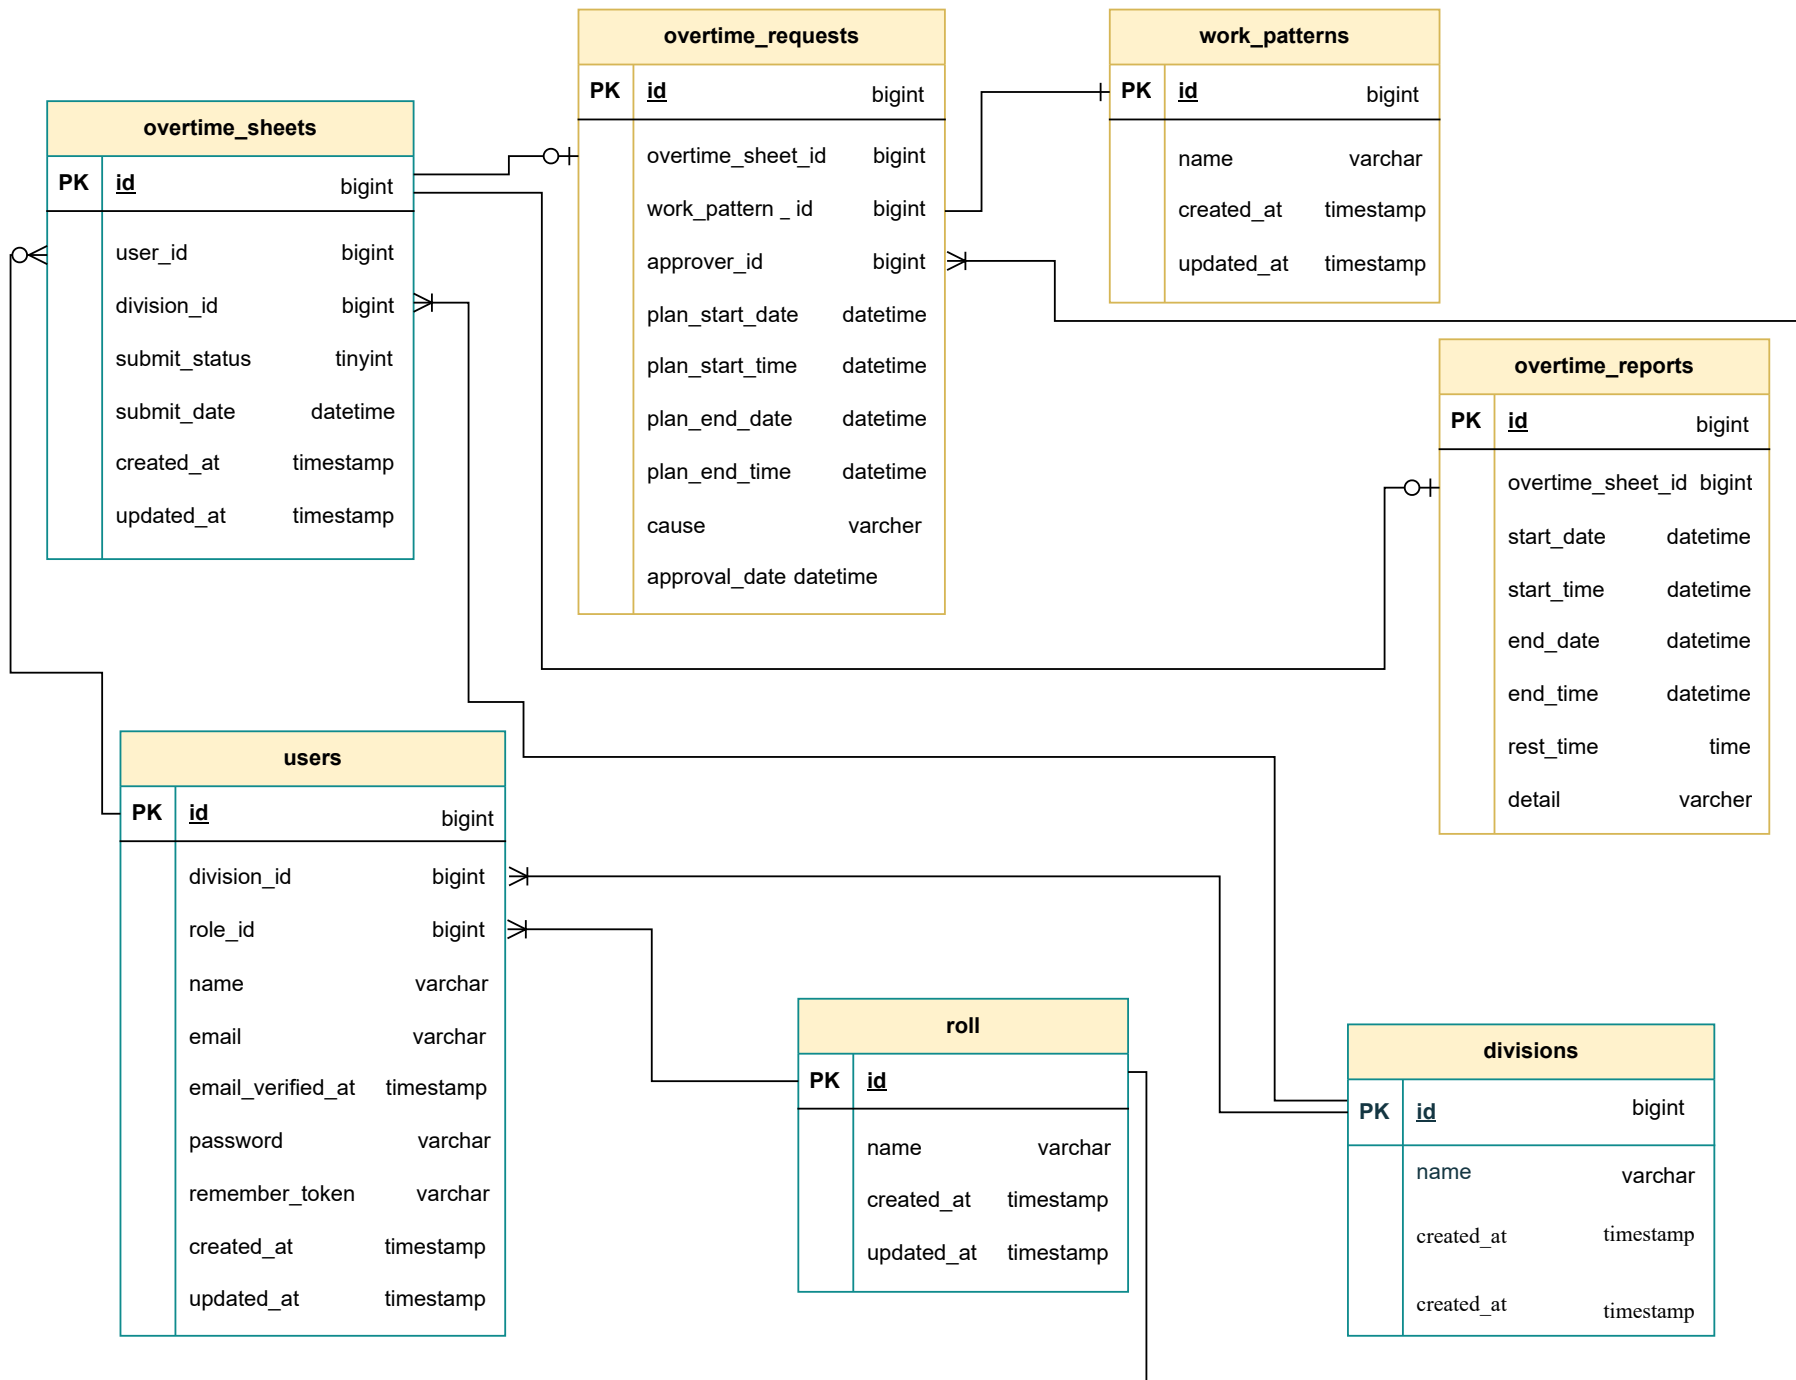 overtime_requests
PK id bigint
overtime_sheet_id bigint
work_pattern _ id bigint
approver_id bigint
plan_start_date datetime
plan_start_time datetime
plan_end_date datetime
plan_end_time datetime
cause varcher
approval_date datetime
work_patterns
PK id bigint
name varchar
created_at timestamp
updated_at timestamp
overtime_sheets
PK id bigint
user_id bigint
division_id bigint
submit_status tinyint
submit_date datetime
created_at timestamp
updated_at timestamp
overtime_reports
PK id bigint
overtime_sheet_id bigint
start_date datetime
start_time datetime
end_date datetime
end_time datetime
rest_time time
detail varcher
users
PK id bigint
division_id bigint
role_id bigint
name varchar
email varchar
email_verified_at timestamp
password varchar
remember_token varchar
created_at timestamp
updated_at timestamp
roll
PK id
name varchar
created_at timestamp
updated_at timestamp
divisions
PK id bigint
name varchar
created_at timestamp
created_at timestamp